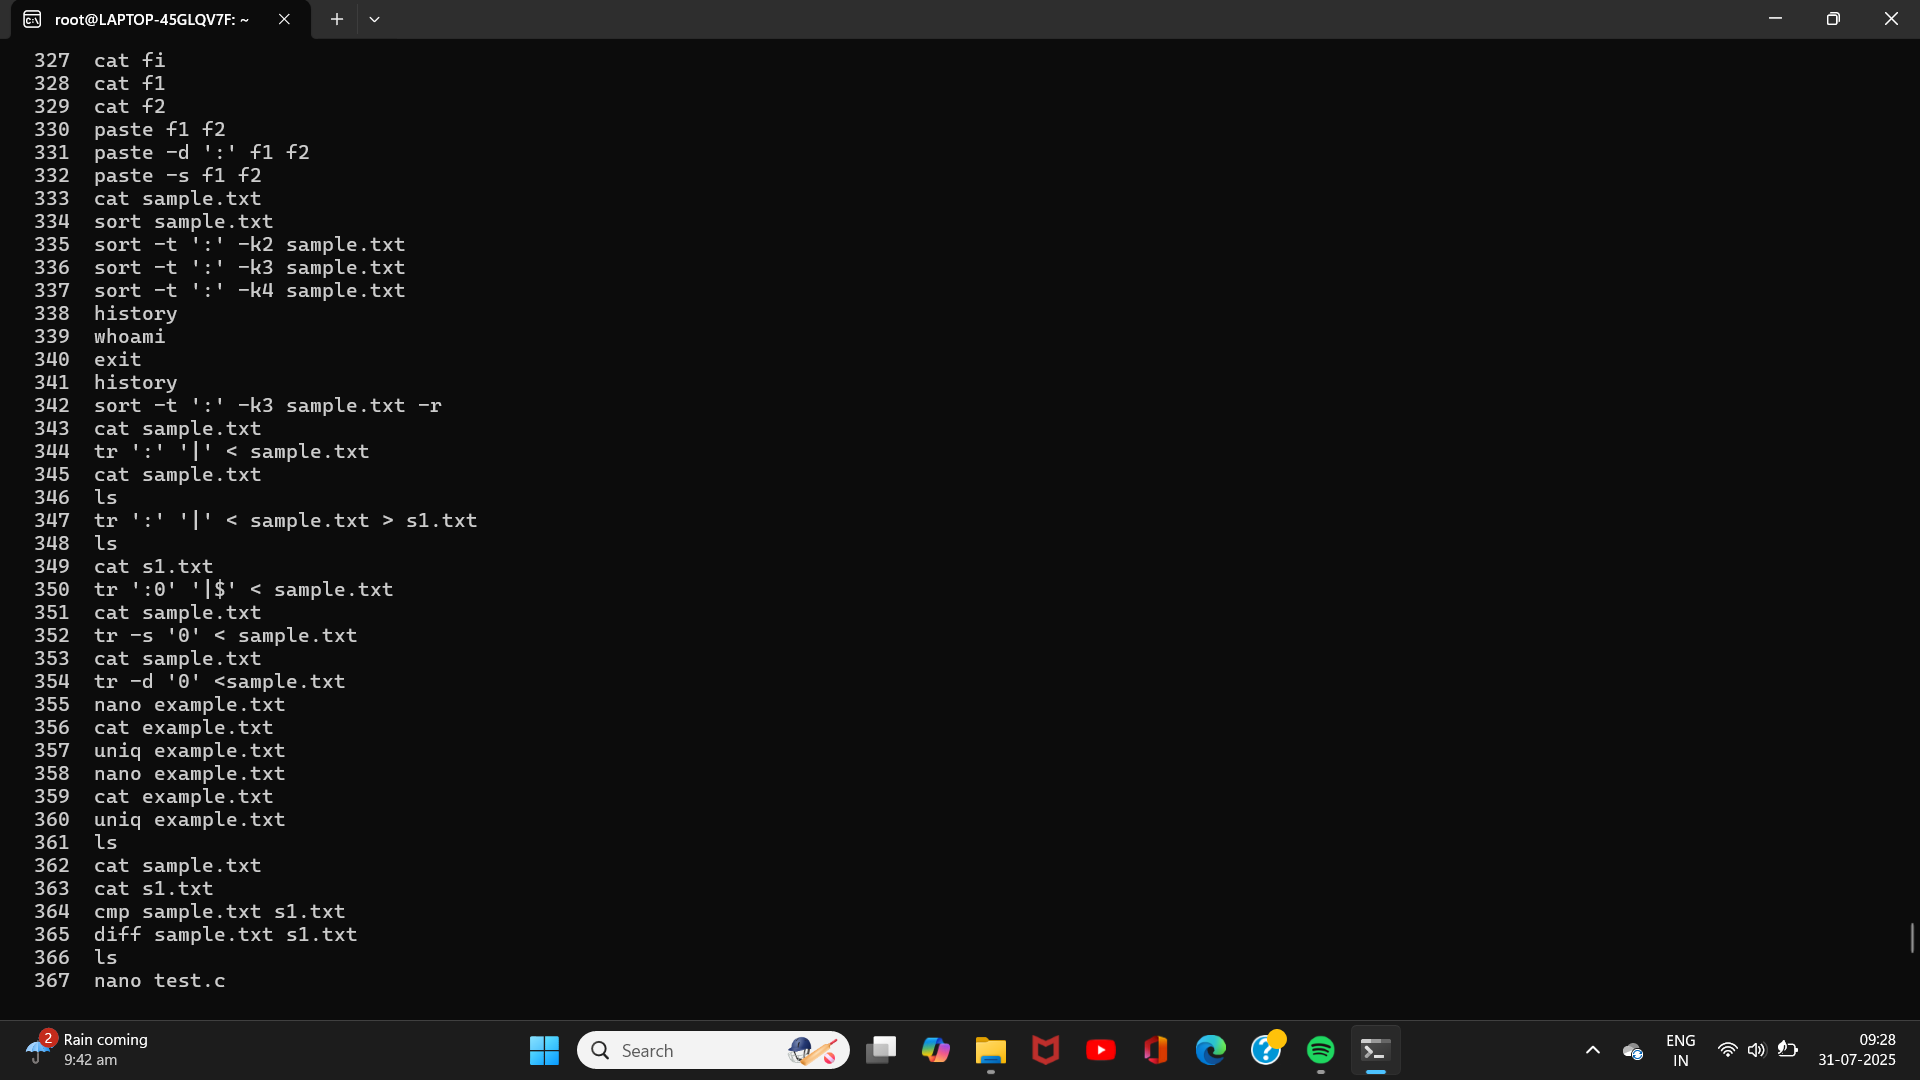 root@LAPTOP-45GLQV7F: ~
327 cat fi
328 cat f1
329 cat f2
330 paste f1 f2
331 paste -d ':' f1 f2
332 paste -s f1 f2
333 cat sample.txt
334 sort sample.txt
335 sort -t ':' -k2 sample.txt
336 sort -t ':' -k3 sample.txt
337 sort -t ':' -k4 sample.txt
338 history
339 whoami
340 exit
341 history
342 sort -t ':' -k3 sample.txt -r
343 cat sample.txt
344 tr ':' '|' < sample.txt
345 cat sample.txt
346 ls
347 tr ':' '|' < sample.txt > s1.txt
348 ls
349 cat s1.txt
350 tr ':0' '|$' < sample.txt
351 cat sample.txt
352 tr -s '0' < sample.txt
353 cat sample.txt
354 tr -d '0' <sample.txt
355 nano example.txt
356 cat example.txt
357 uniq example.txt
358 nano example.txt
359 cat example.txt
360 uniq example.txt
361 ls
362 cat sample.txt
363 cat s1.txt
364 cmp sample.txt s1.txt
365 diff sample.txt s1.txt
366 ls
367 nano test.c
2
Rain coming
9:42 am
Search
ENG
IN
09:28
31-07-2025